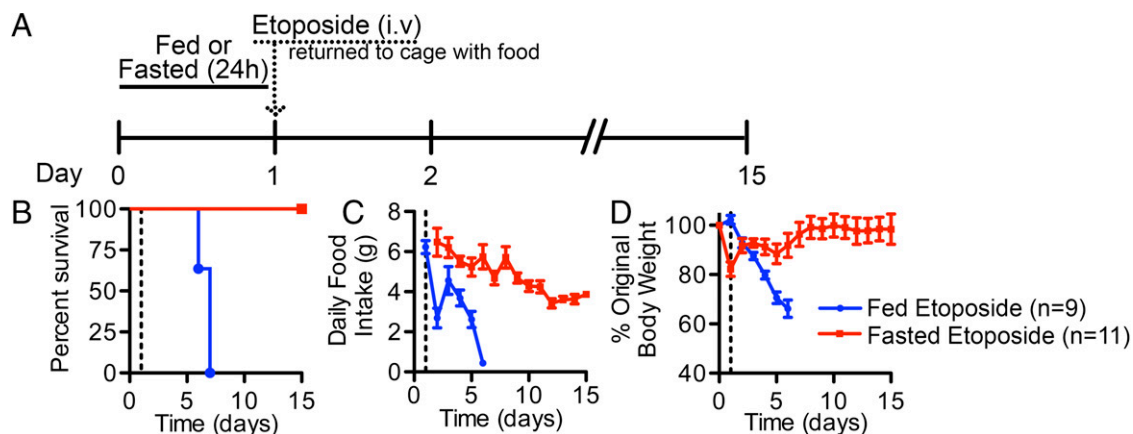 A
Etoposide (i.v)
returned to cage with food
Fed or
Fasted (24h)
Day
0
1
2
15
B
Percent survival
100
75
50
25
0
0
5
10
15
Time (days)
C
Daily Food
Intake (g)
8
6
4
2
0
0
5
10
15
Time (days)
D
% Original
Body Weight
100
80
60
40
0
5
10
15
Time (days)
Fed Etoposide (n=9)
Fasted Etoposide (n=11)